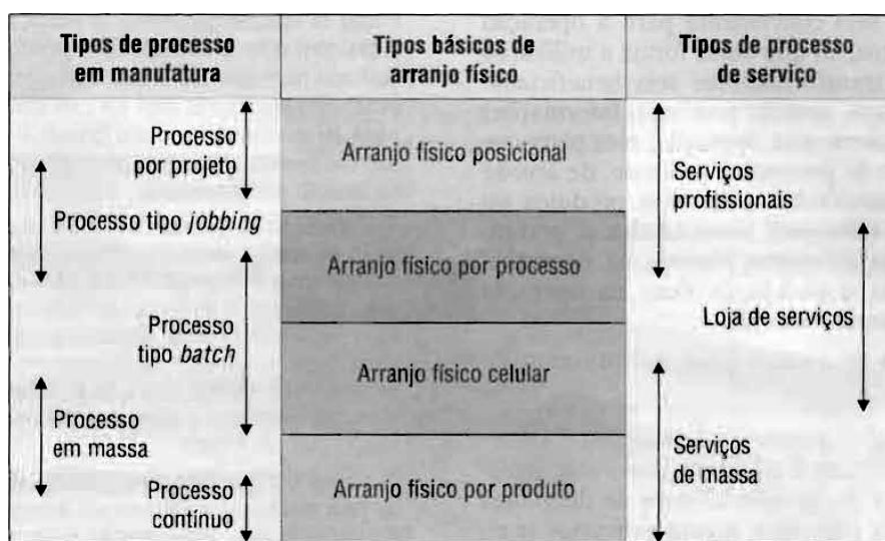 Tipos de processo
em manufatura
Tipos básicos de
arranjo físico
Tipos de processo
de serviço
Processo
por projeto
Processo tipo jobbing
Processo
tipo batch
Processo
em massa
Processo
contínuo
Arranjo físico posicional
Arranjo físico por processo
Arranjo físico celular
Arranjo físico por produto
Serviços
profissionais
Loja de serviços
Serviços
de massa